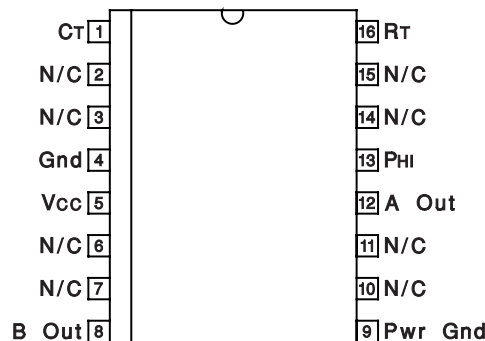 CT 1 16 RT
N/C 2 15 N/C
N/C 3 14 N/C
Gnd 4 13 PHI
Vcc 5 12 A Out
N/C 6 11 N/C
N/C 7 10 N/C
B Out 8 9 Pwr Gnd